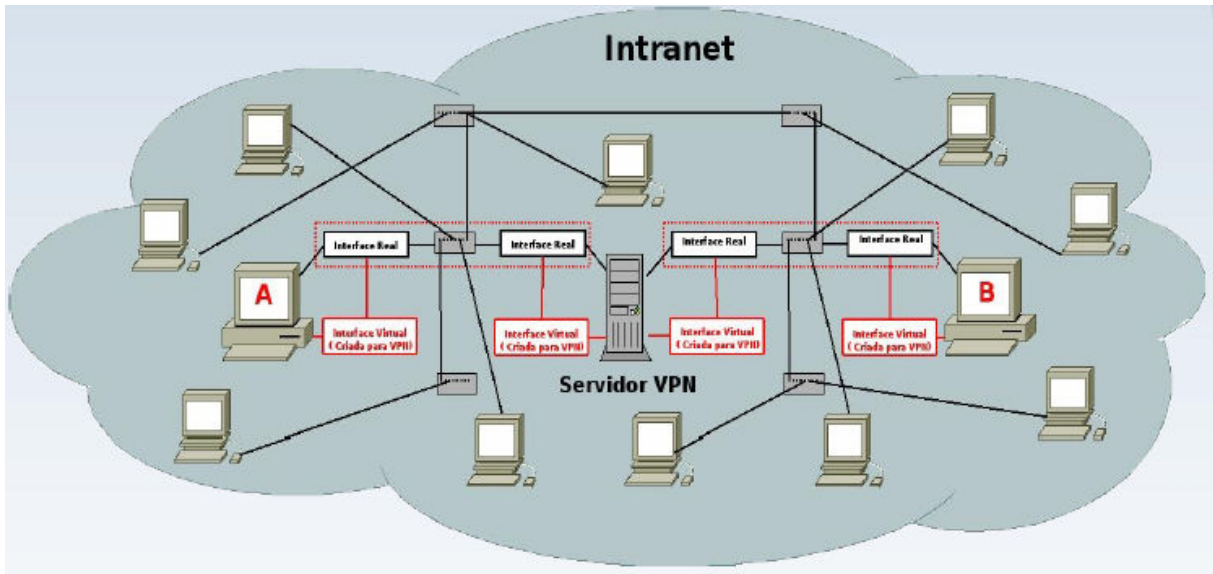 Intranet
Interface Real
Interface Real
Interface Real
Interface Real
A
B
Interface Virtual
( Criada para VPN)
Interface Virtual
( Criada para VPN)
Interface Virtual
( Criada para VPN)
Interface Virtual
( Criada para VPN)
Servidor VPN